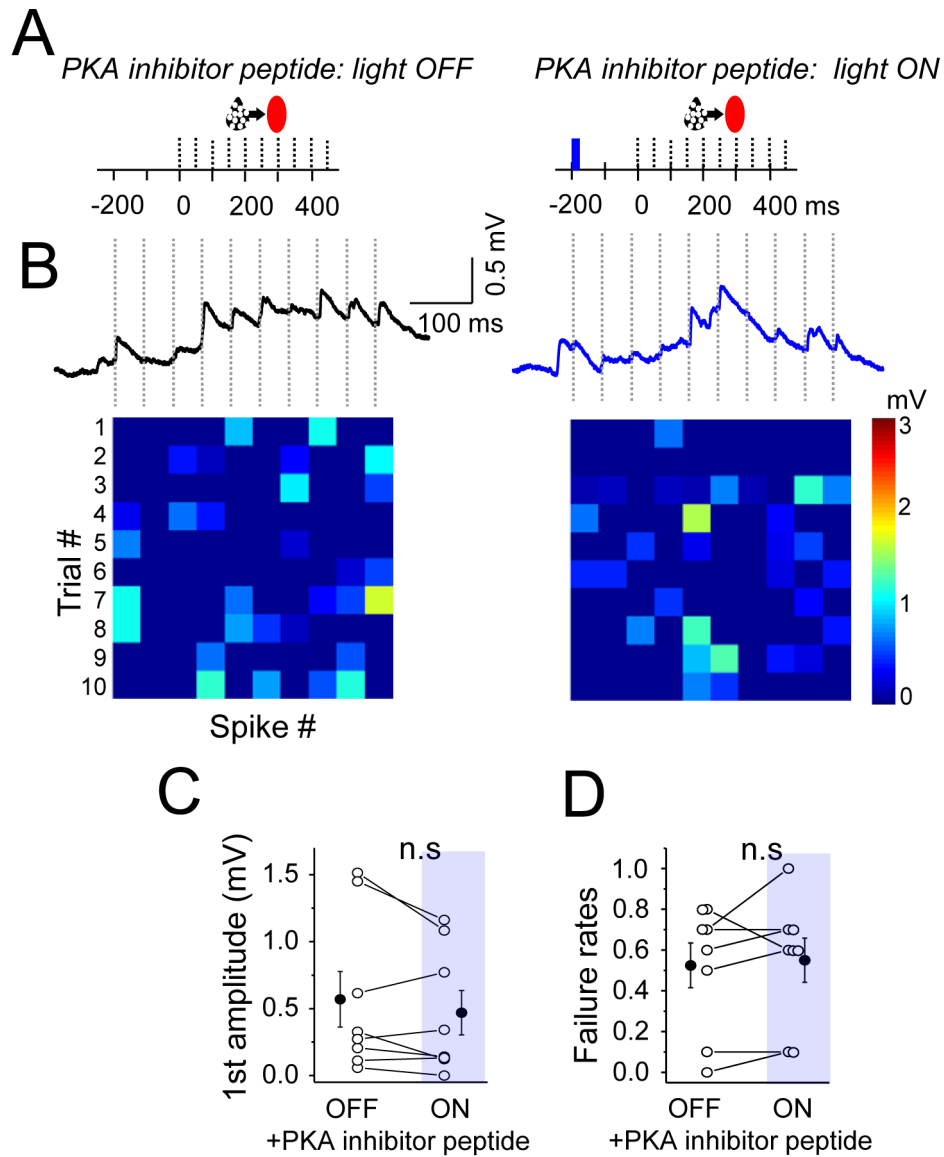 A
PKA inhibitor peptide: light OFF
PKA inhibitor peptide: light ON
-200 0 200 400
-200 0 200 400 ms
B
0.5 mV
100 ms
mV
3
2
1
0
Trial #
1
2
3
4
5
6
7
8
9
10
Spike #
C
n.s
1st amplitude (mV)
1.5
1.0
0.5
0.0
OFF ON
+PKA inhibitor peptide
D
n.s
Failure rates
1.0
0.8
0.6
0.4
0.2
0.0
OFF ON
+PKA inhibitor peptide